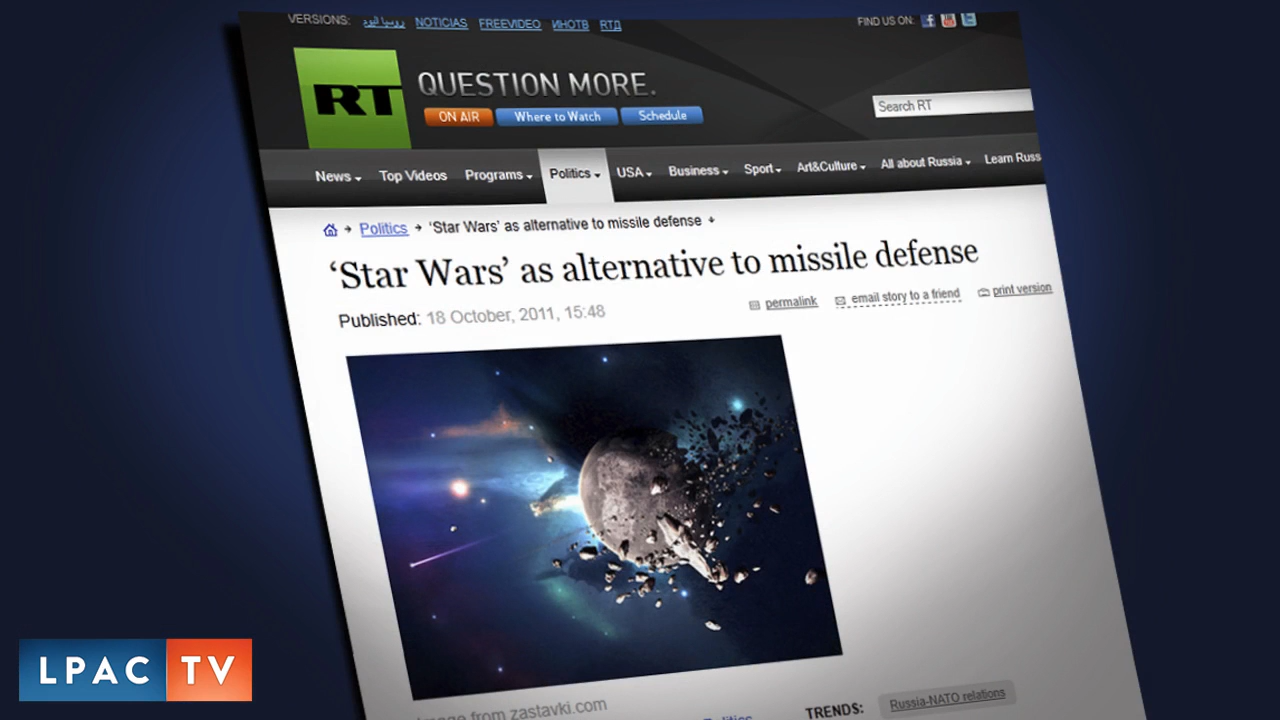 VERSIONS: روسيا اليوم NOTICIAS FREEVIDEO ИНОТВ RTД FIND US ON:
RT QUESTION MORE.
ON AIR Where to Watch Schedule
Search RT
News Top Videos Programs Politics USA Business Sport Art&Culture All about Russia Learn Russ
Politics ‘Star Wars’ as alternative to missile defense
‘Star Wars’ as alternative to missile defense
Published: 18 October, 2011, 15:48
permalink email story to a friend print version
image from zastavki.com
Politics
TRENDS: Russia-NATO relations
LPAC TV